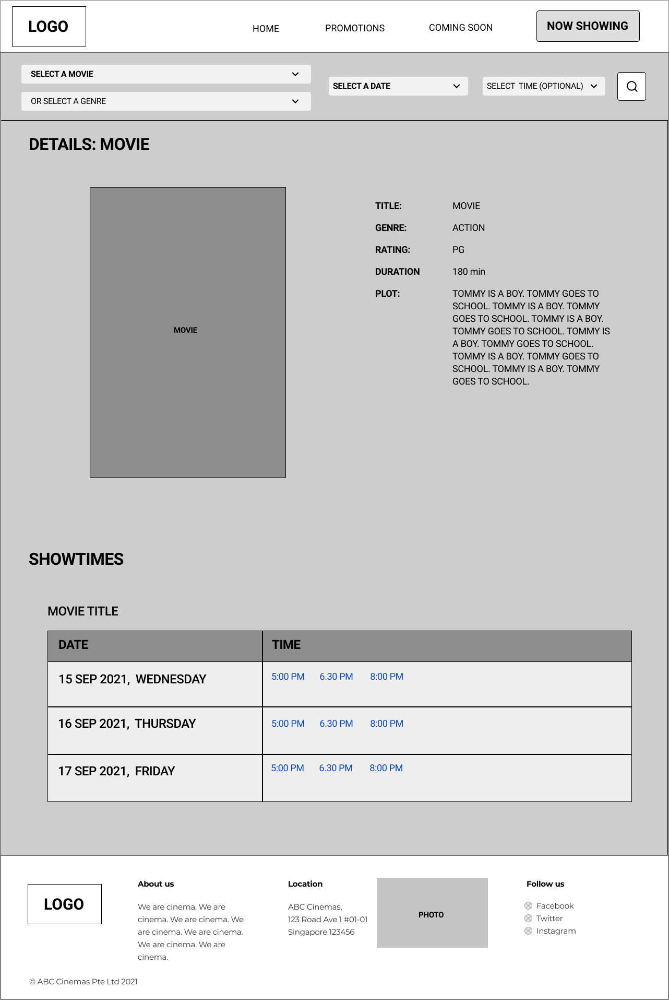 LOGO
HOME
PROMOTIONS
COMING SOON
NOW SHOWING
SELECT A MOVIE
OR SELECT A GENRE
SELECT A DATE
SELECT  TIME (OPTIONAL)
DETAILS: MOVIE
MOVIE
TITLE: MOVIE
GENRE: ACTION
RATING: PG
DURATION 180 min
PLOT: TOMMY IS A BOY. TOMMY GOES TO
SCHOOL. TOMMY IS A BOY. TOMMY
GOES TO SCHOOL. TOMMY IS A BOY.
TOMMY GOES TO SCHOOL. TOMMY IS
A BOY. TOMMY GOES TO SCHOOL.
TOMMY IS A BOY. TOMMY GOES TO
SCHOOL. TOMMY IS A BOY. TOMMY
GOES TO SCHOOL.
SHOWTIMES
MOVIE TITLE
DATE TIME
15 SEP 2021,  WEDNESDAY 5:00 PM 6.30 PM 8:00 PM
16 SEP 2021,  THURSDAY 5:00 PM 6.30 PM 8:00 PM
17 SEP 2021,  FRIDAY 5:00 PM 6.30 PM 8:00 PM
LOGO
About us
We are cinema. We are
cinema. We are cinema. We
are cinema. We are cinema.
We are cinema. We are
cinema.
Location
ABC Cinemas,
123 Road Ave 1 #01-01
Singapore 123456
PHOTO
Follow us
Facebook
Twitter
Instagram
© ABC Cinemas Pte Ltd 2021